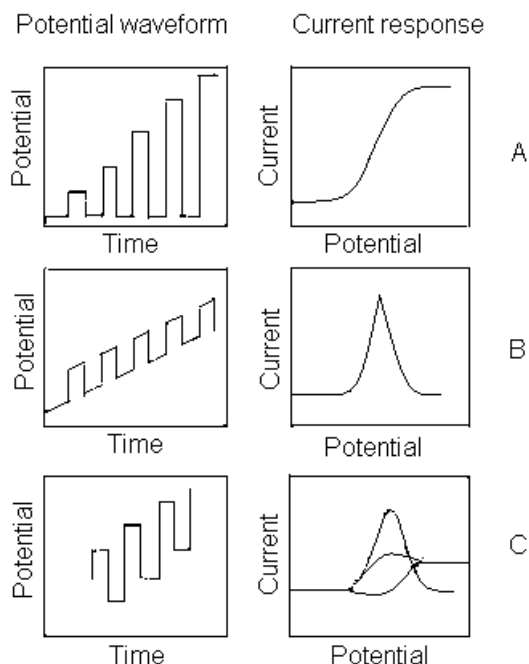 Potential waveform Current response
Potential
Time
Current
Potential
A
Potential
Time
Current
Potential
B
Potential
Time
Current
Potential
C